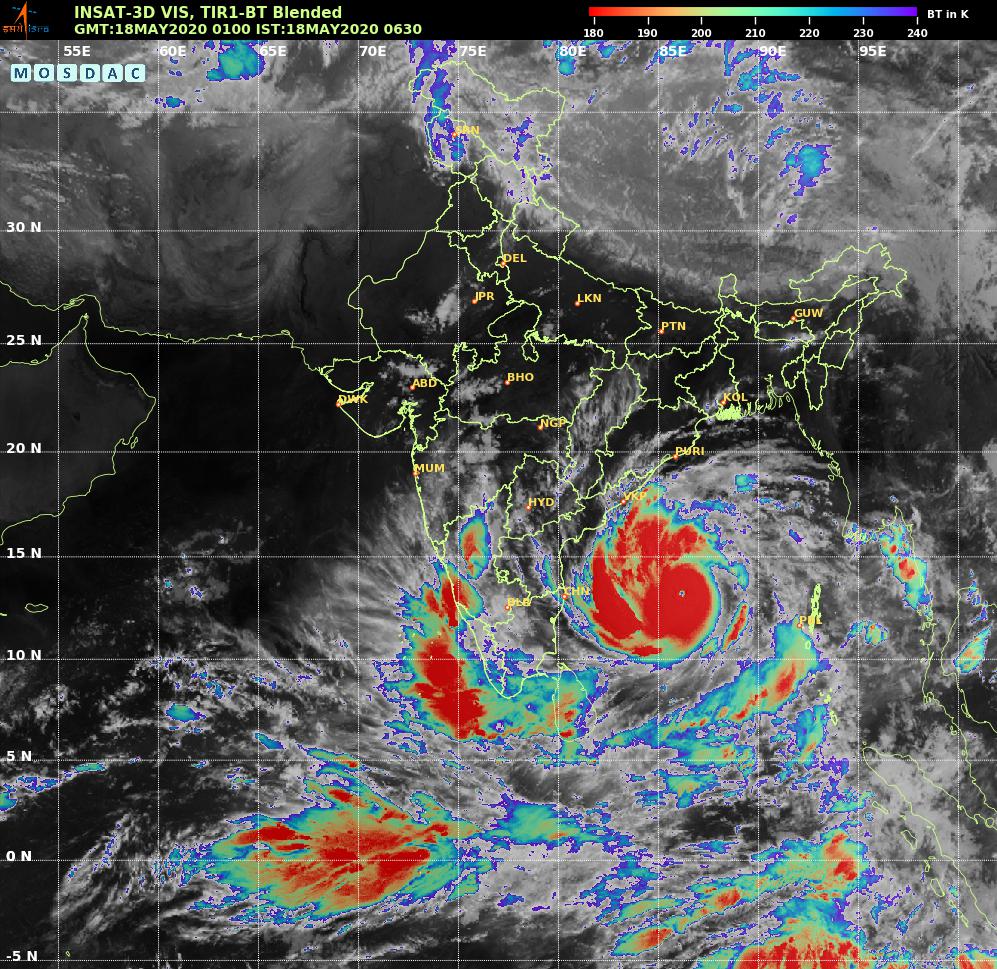 INSAT-3D VIS, TIR1-BT Blended
GMT:18MAY2020 0100 IST:18MAY2020 0630
180 190 200 210 220 230 240
BT in K
55E 60E 65E 70E 75E 80E 85E 90E 95E
M O S D A C
SRN
30 N
DEL
JPR
LKN
GUW
PTN
25 N
ABD
BHO
DWK
KOL
NGP
20 N
PURI
MUM
VKP
HYD
15 N
CHN
BLR
PBL
10 N
5 N
0 N
-5 N